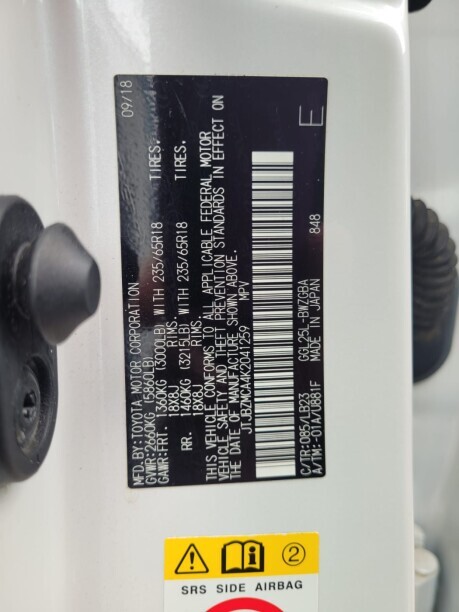 MFD. BY: TOYOTA MOTOR CORPORATION 09/18
GVWR: 2660KG (5860LB)
GAWR: FRT. 1360KG (3000LB) WITH 235/65R18 TIRES.
18X8J RIMS.
RR. 1460KG (3215LB) WITH 235/65R18 TIRES.
18X8J RIMS.
THIS VEHICLE CONFORMS TO ALL APPLICABLE FEDERAL MOTOR
VEHICLE SAFETY AND THEFT PREVENTION STANDARDS IN EFFECT ON
THE DATE OF MANUFACTURE SHOWN ABOVE.
JTJBZMCA4K2041259 MPV
C/TR: 085/LB23 GGL25L-BWZGBA
A/TM: -01A/U881F MADE IN JAPAN 848 E
2
SRS SIDE AIRBAG